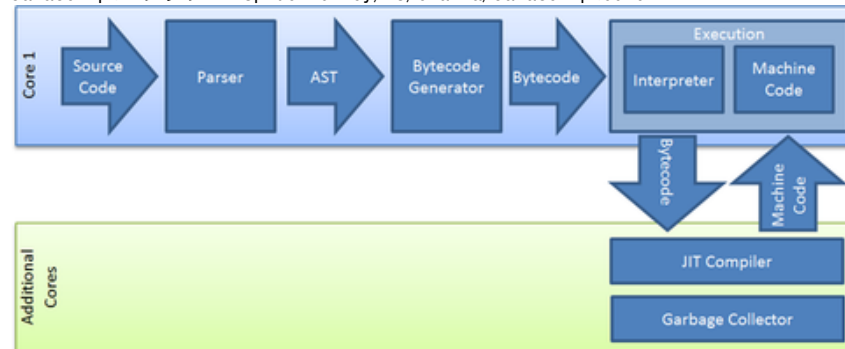 Core 1
Source
Code
Parser
AST
Bytecode
Generator
Bytecode
Execution
Interpreter
Machine
Code
Bytecode
Machine
Code
Additional
Cores
JIT Compiler
Garbage Collector